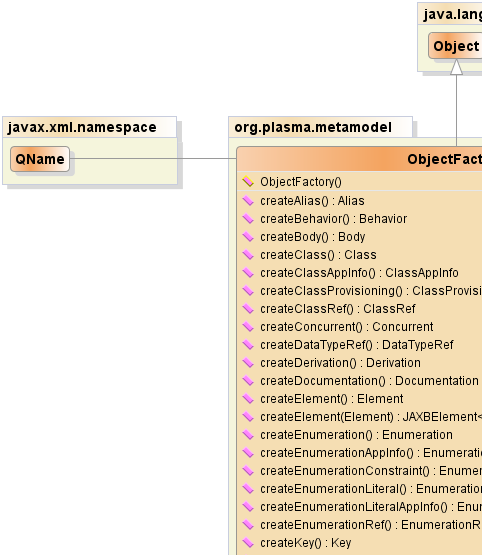 java.lang
Object
javax.xml.namespace
QName
org.plasma.metamodel
ObjectFact
ObjectFactory()
createAlias() : Alias
createBehavior() : Behavior
createBody() : Body
createClass() : Class
createClassAppInfo() : ClassAppInfo
createClassProvisioning() : ClassProvisi
createClassRef() : ClassRef
createConcurrent() : Concurrent
createDataTypeRef() : DataTypeRef
createDerivation() : Derivation
createDocumentation() : Documentation
createElement() : Element
createElement(Element) : JAXBElement<
createEnumeration() : Enumeration
createEnumerationAppInfo() : Enumeratio
createEnumerationConstraint() : Enumer
createEnumerationLiteral() : Enumeration
createEnumerationLiteralAppInfo() : Enur
createEnumerationRef() : EnumerationR
createKey() : Key